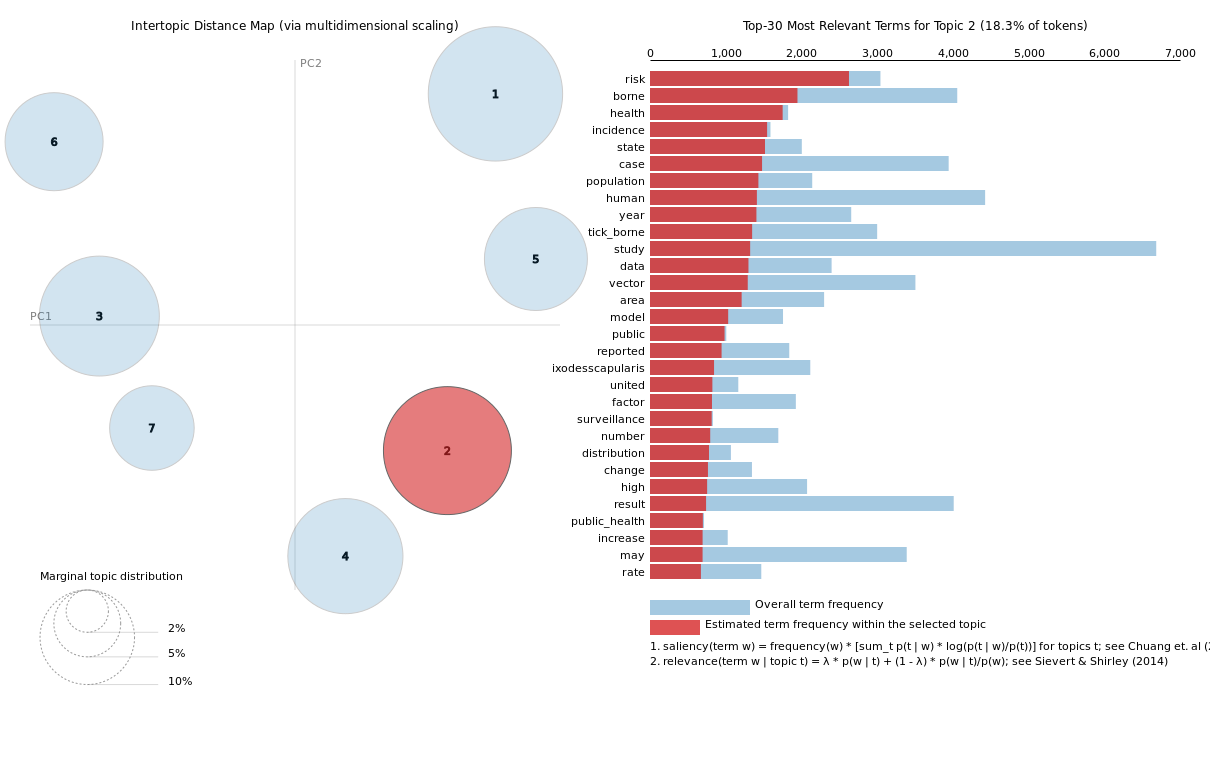 Intertopic Distance Map (via multidimensional scaling)
PC2
PC1
1
6
5
3
7
2
4
Marginal topic distribution
2%
5%
10%
Top-30 Most Relevant Terms for Topic 2 (18.3% of tokens)
0 1,000 2,000 3,000 4,000 5,000 6,000 7,000
risk
borne
health
incidence
state
case
population
human
year
tick_borne
study
data
vector
area
model
public
reported
ixodesscapularis
united
factor
surveillance
number
distribution
change
high
result
public_health
increase
may
rate
Overall term frequency
Estimated term frequency within the selected topic
1. saliency(term w) = frequency(w) * [sum_t p(t | w) * log(p(t | w)/p(t))] for topics t; see Chuang et. al
2. relevance(term w | topic t) = λ * p(w | t) + (1 - λ) * p(w | t)/p(w); see Sievert & Shirley (2014)